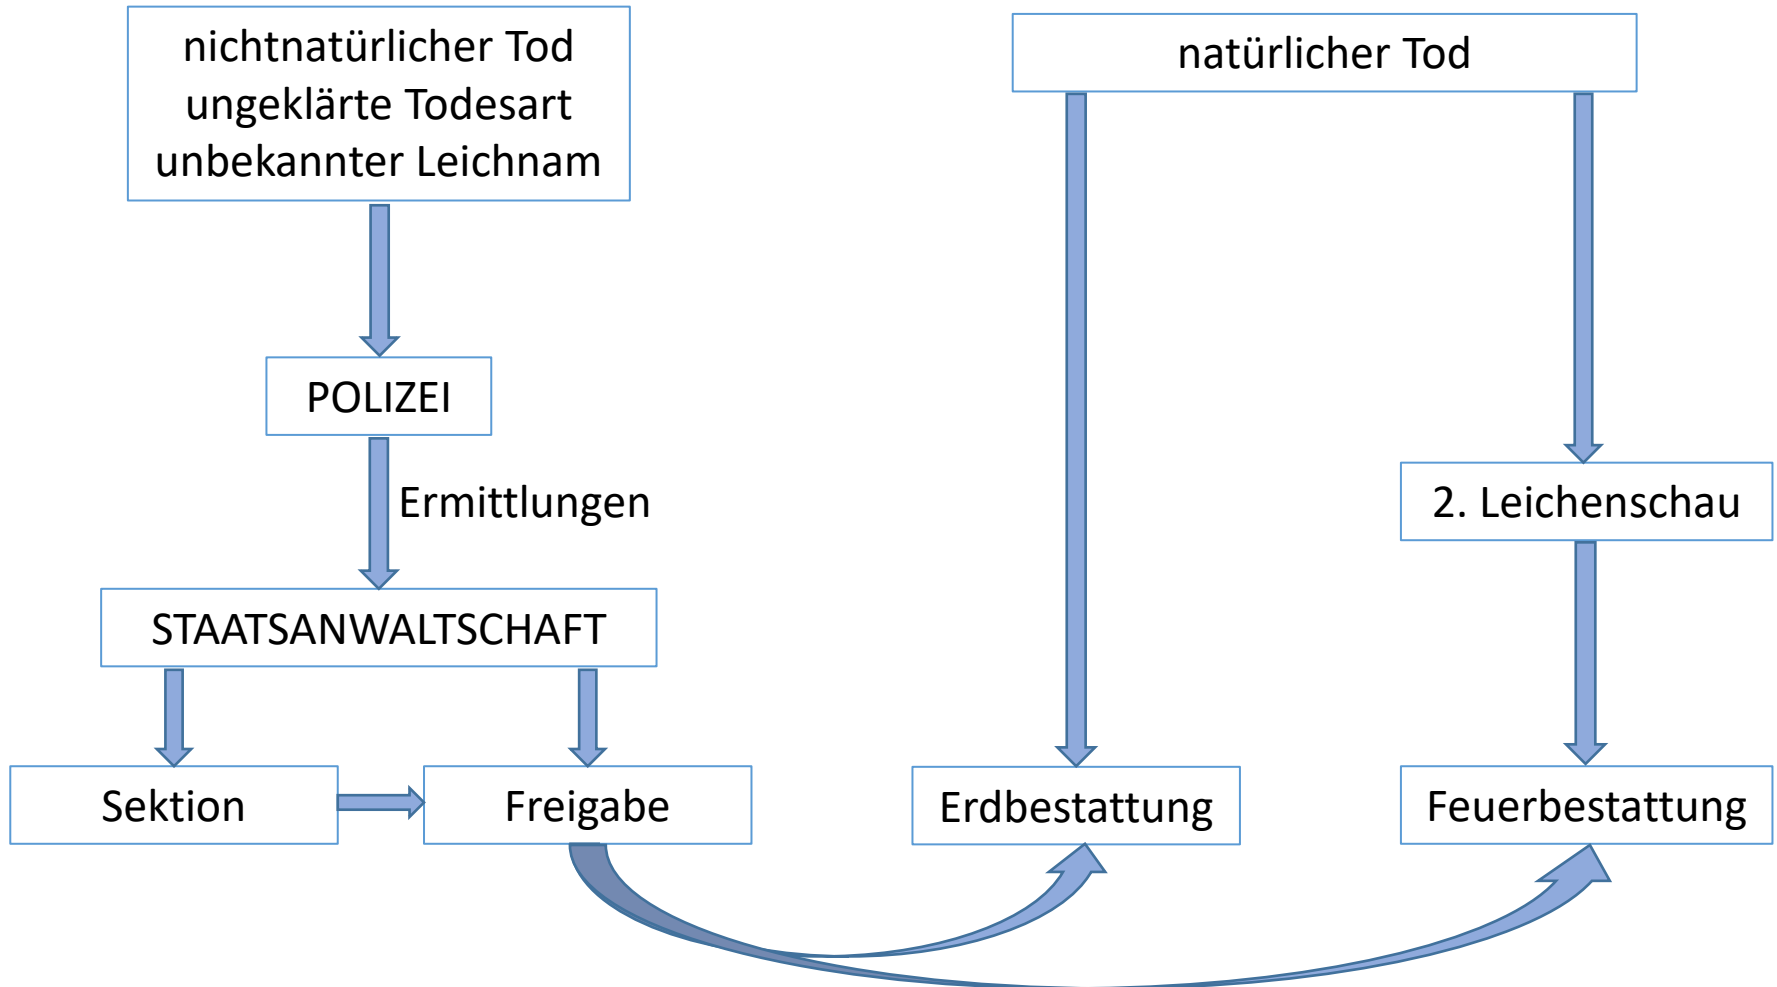 nichtnatürlicher Tod
ungeklärte Todesart
unbekannter Leichnam
natürlicher Tod
POLIZEI
Ermittlungen
2. Leichenschau
STAATSANWALTSCHAFT
Sektion
Freigabe
Erdbestattung
Feuerbestattung